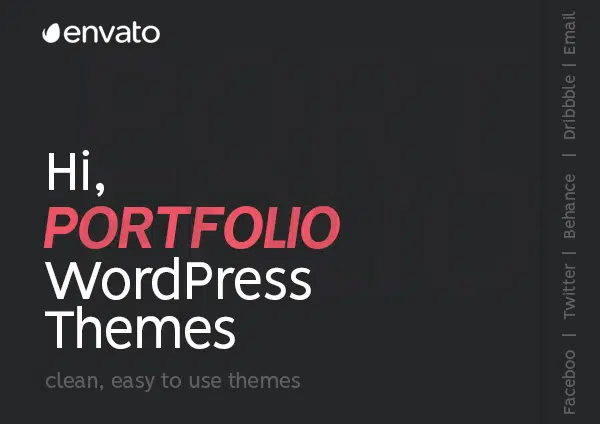 envato
Hi,
PORTFOLIO
WordPress
Themes
clean, easy to use themes
Faceboo | Twitter | Behance | Dribbble | Email